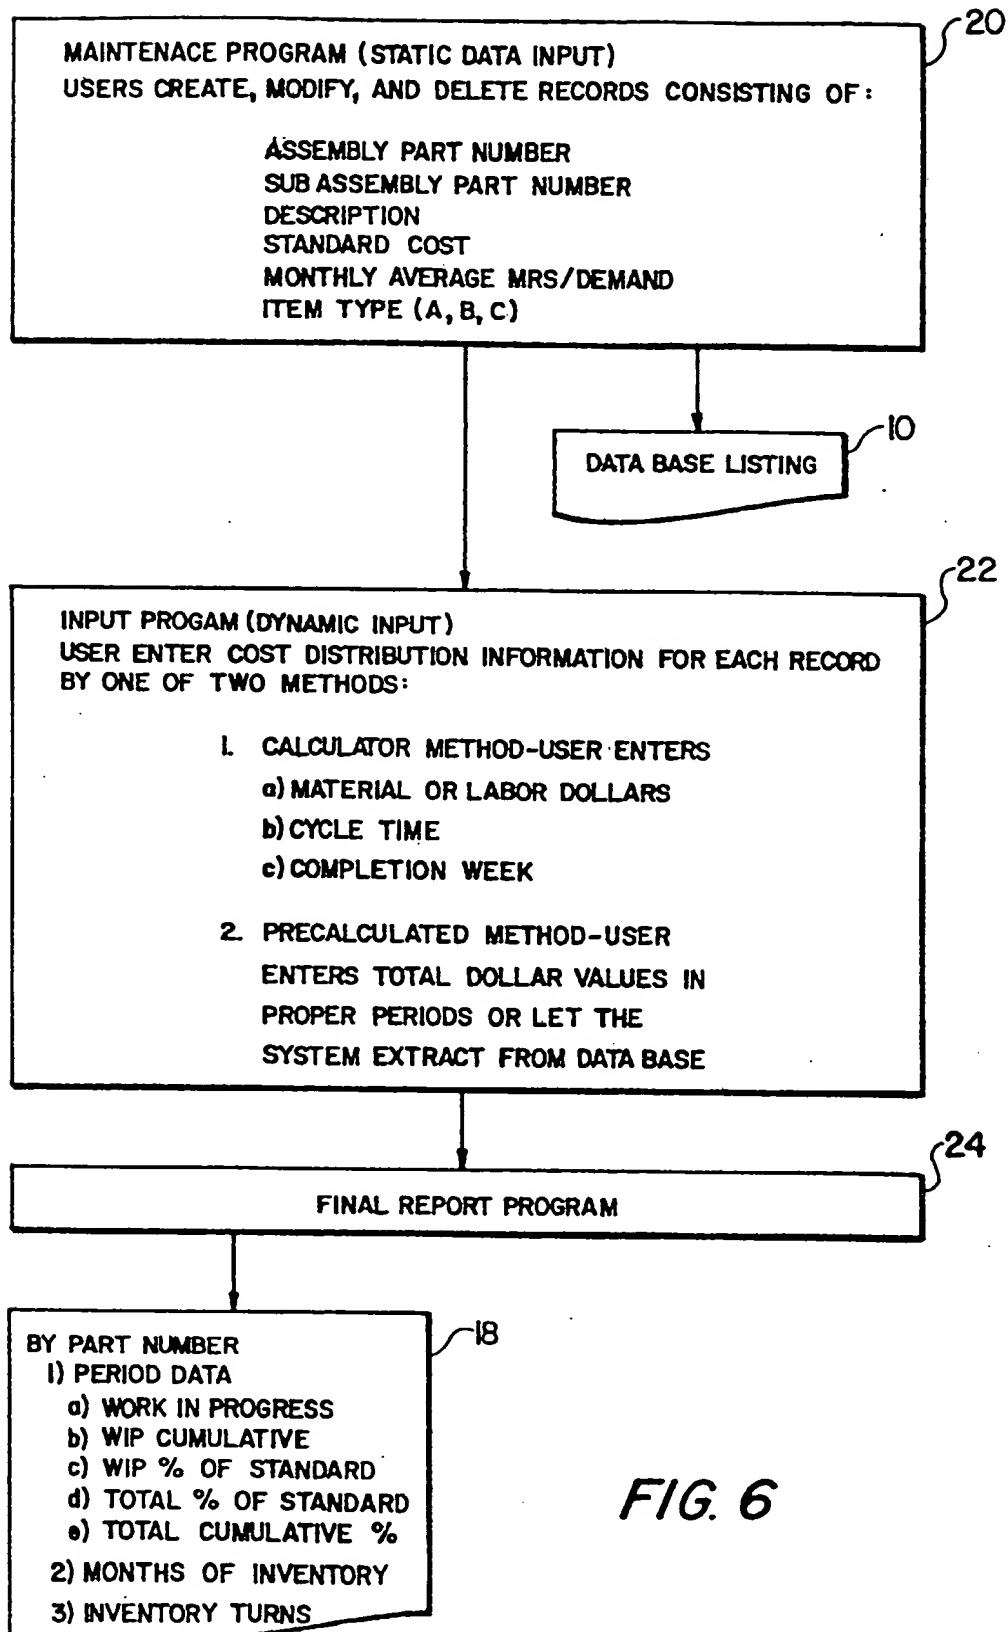 20
MAINTENACE PROGRAM (STATIC DATA INPUT)
USERS CREATE, MODIFY, AND DELETE RECORDS CONSISTING OF:
ASSEMBLY PART NUMBER
SUB ASSEMBLY PART NUMBER
DESCRIPTION
STANDARD COST
MONTHLY AVERAGE MRS/DEMAND
ITEM TYPE (A, B, C)
10
DATA BASE LISTING
22
INPUT PROGAM (DYNAMIC INPUT)
USER ENTER COST DISTRIBUTION INFORMATION FOR EACH RECORD
BY ONE OF TWO METHODS:
1. CALCULATOR METHOD-USER ENTERS
a) MATERIAL OR LABOR DOLLARS
b) CYCLE TIME
c) COMPLETION WEEK
2. PRECALCULATED METHOD-USER
ENTERS TOTAL DOLLAR VALUES IN
PROPER PERIODS OR LET THE
SYSTEM EXTRACT FROM DATA BASE
24
FINAL REPORT PROGRAM
18
BY PART NUMBER
1) PERIOD DATA
a) WORK IN PROGRESS
b) WIP CUMULATIVE
c) WIP % OF STANDARD
d) TOTAL % OF STANDARD
e) TOTAL CUMULATIVE %
2) MONTHS OF INVENTORY
3) INVENTORY TURNS
FIG. 6